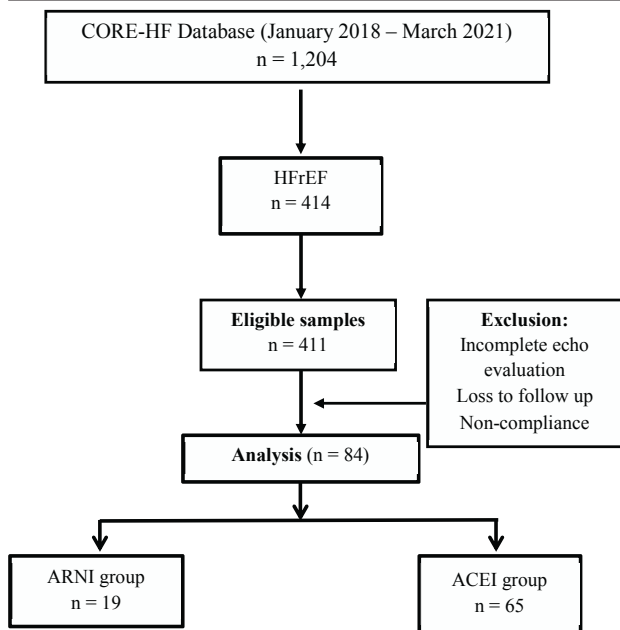 CORE-HF Database (January 2018 – March 2021)
n = 1,204
HFrEF
n = 414
Eligible samples
n = 411
Exclusion:
Incomplete echo
evaluation
Loss to follow up
Non-compliance
Analysis (n = 84)
ARNI group
n = 19
ACEI group
n = 65